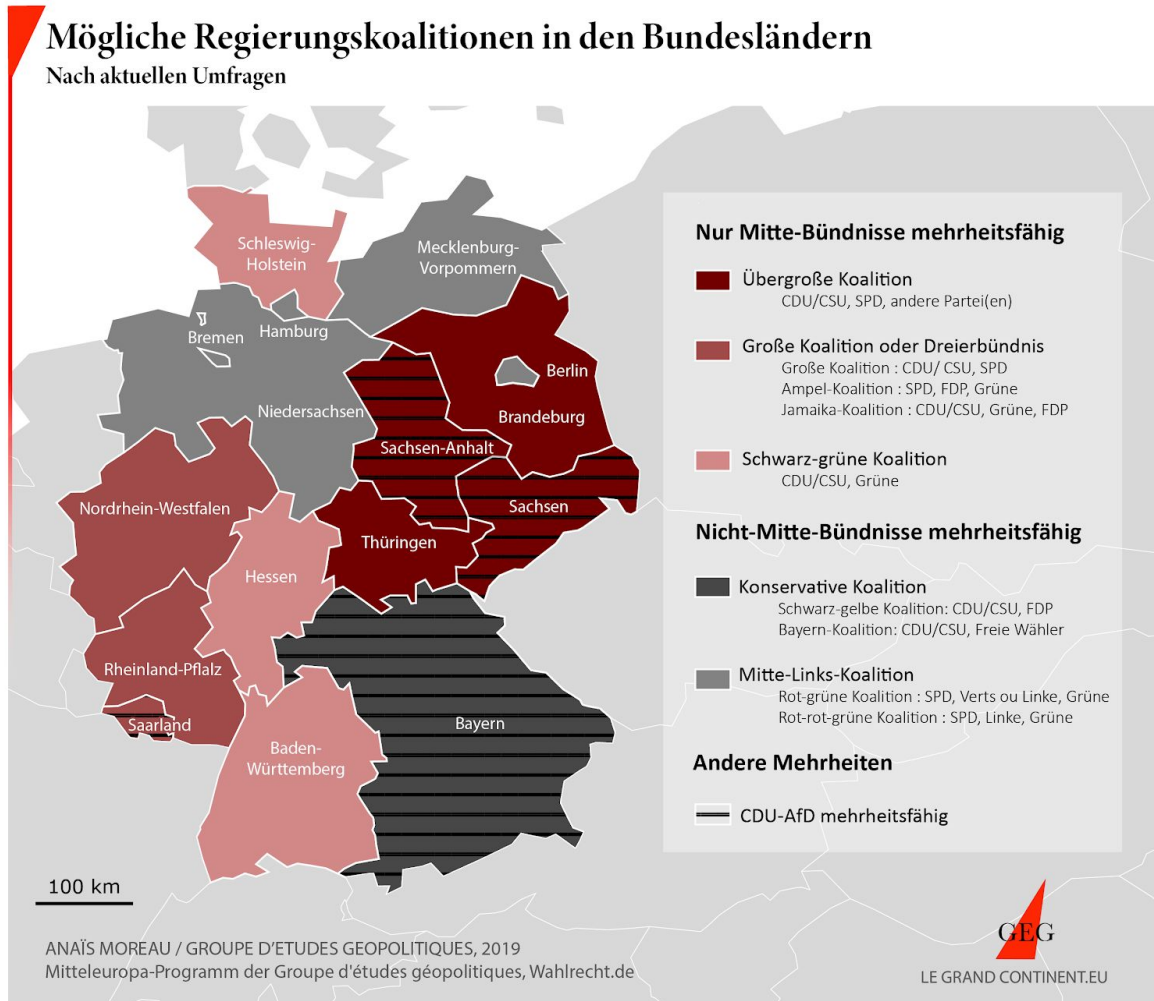 Mögliche Regierungskoalitionen in den Bundesländern
Nach aktuellen Umfragen
Schleswig-
Holstein
Mecklenburg-
Vorpommern
Hamburg
Bremen
Berlin
Niedersachsen
Brandeburg
Sachsen-Anhalt
Nordrhein-Westfalen
Sachsen
Thüringen
Hessen
Rheinland-Pflalz
Saarland
Bayern
Baden-
Württemberg
Nur Mitte-Bündnisse mehrheitsfähig
Übergroße Koalition
CDU/CSU, SPD, andere Partei(en)
Große Koalition oder Dreierbündnis
Große Koalition : CDU/ CSU, SPD
Ampel-Koalition : SPD, FDP, Grüne
Jamaika-Koalition : CDU/CSU, Grüne, FDP
Schwarz-grüne Koalition
CDU/CSU, Grüne
Nicht-Mitte-Bündnisse mehrheitsfähig
Konservative Koalition
Schwarz-gelbe Koalition: CDU/CSU, FDP
Bayern-Koalition: CDU/CSU, Freie Wähler
Mitte-Links-Koalition
Rot-grüne Koalition : SPD, Verts ou Linke, Grüne
Rot-rot-grüne Koalition : SPD, Linke, Grüne
Andere Mehrheiten
CDU-AfD mehrheitsfähig
100 km
ANAÏS MOREAU / GROUPE D'ETUDES GEOPOLITIQUES, 2019
Mitteleuropa-Programm der Groupe d'études géopolitiques, Wahlrecht.de
GEG
LE GRAND CONTINENT.EU